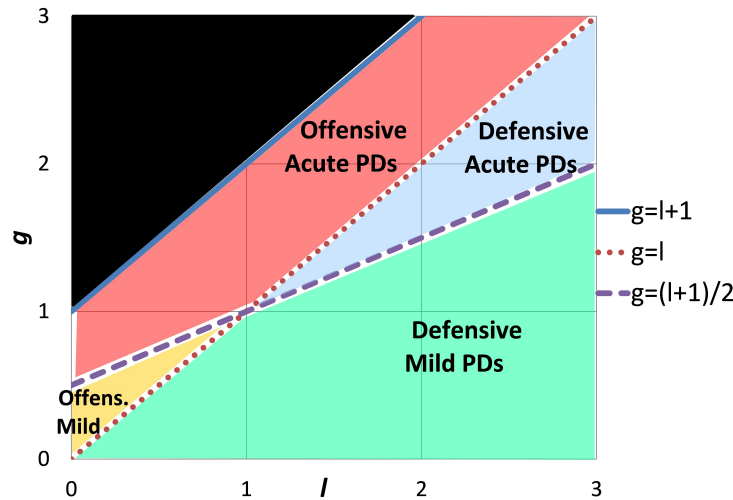 3
Offensive
Acute PDs
Defensive
Acute PDs
2
g=l+1
g
g=l
g=(l+1)/2
1
Defensive
Mild PDs
Offens.
Mild
0
0
1
l
2
3